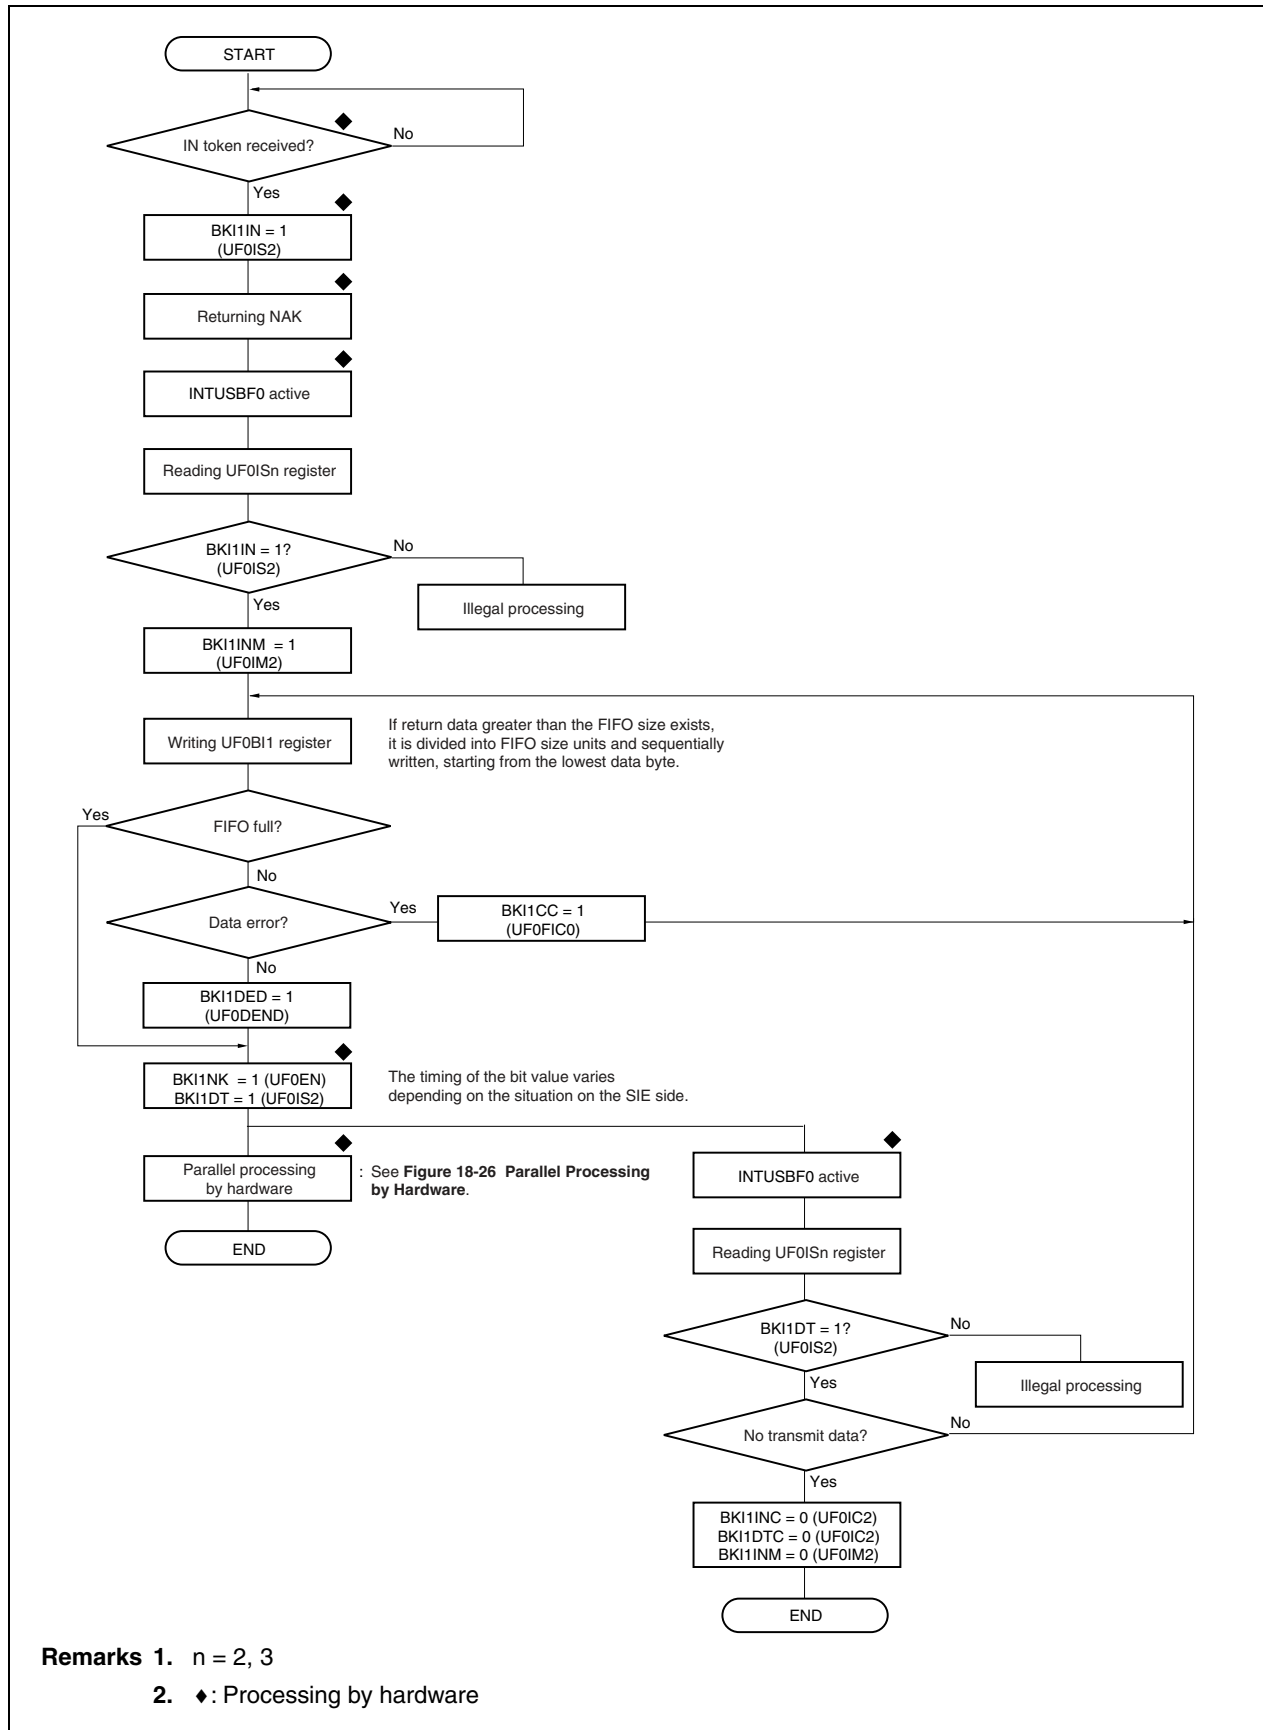 START
IN token received?
No
Yes
BKI1IN = 1
(UF0IS2)
Returning NAK
INTUSBF0 active
Reading UF0ISn register
BKI1IN = 1?
(UF0IS2)
No
Illegal processing
Yes
BKI1INM = 1
(UF0IM2)
Writing UF0BI1 register
If return data greater than the FIFO size exists,
it is divided into FIFO size units and sequentially
written, starting from the lowest data byte.
Yes
FIFO full?
No
Data error?
Yes
BKI1CC = 1
(UF0FIC0)
No
BKI1DED = 1
(UF0DEND)
BKI1NK = 1 (UF0EN)
BKI1DT = 1 (UF0IS2)
The timing of the bit value varies
depending on the situation on the SIE side.
Parallel processing
by hardware
: See Figure 18-26 Parallel Processing
by Hardware.
END
INTUSBF0 active
Reading UF0ISn register
BKI1DT = 1?
(UF0IS2)
No
Illegal processing
Yes
No transmit data?
No
Yes
BKI1INC = 0 (UF0IC2)
BKI1DTC = 0 (UF0IC2)
BKI1INM = 0 (UF0IM2)
END
Remarks 1. n = 2, 3
2. ♦: Processing by hardware